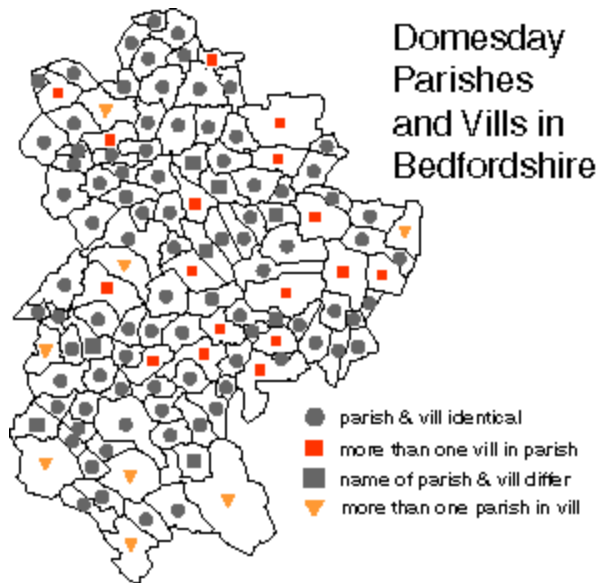 Domesday
Parishes
and Vills in
Bedfordshire
parish & vill identical
more than one vill in parish
name of parish & vill differ
more than one parish in vill